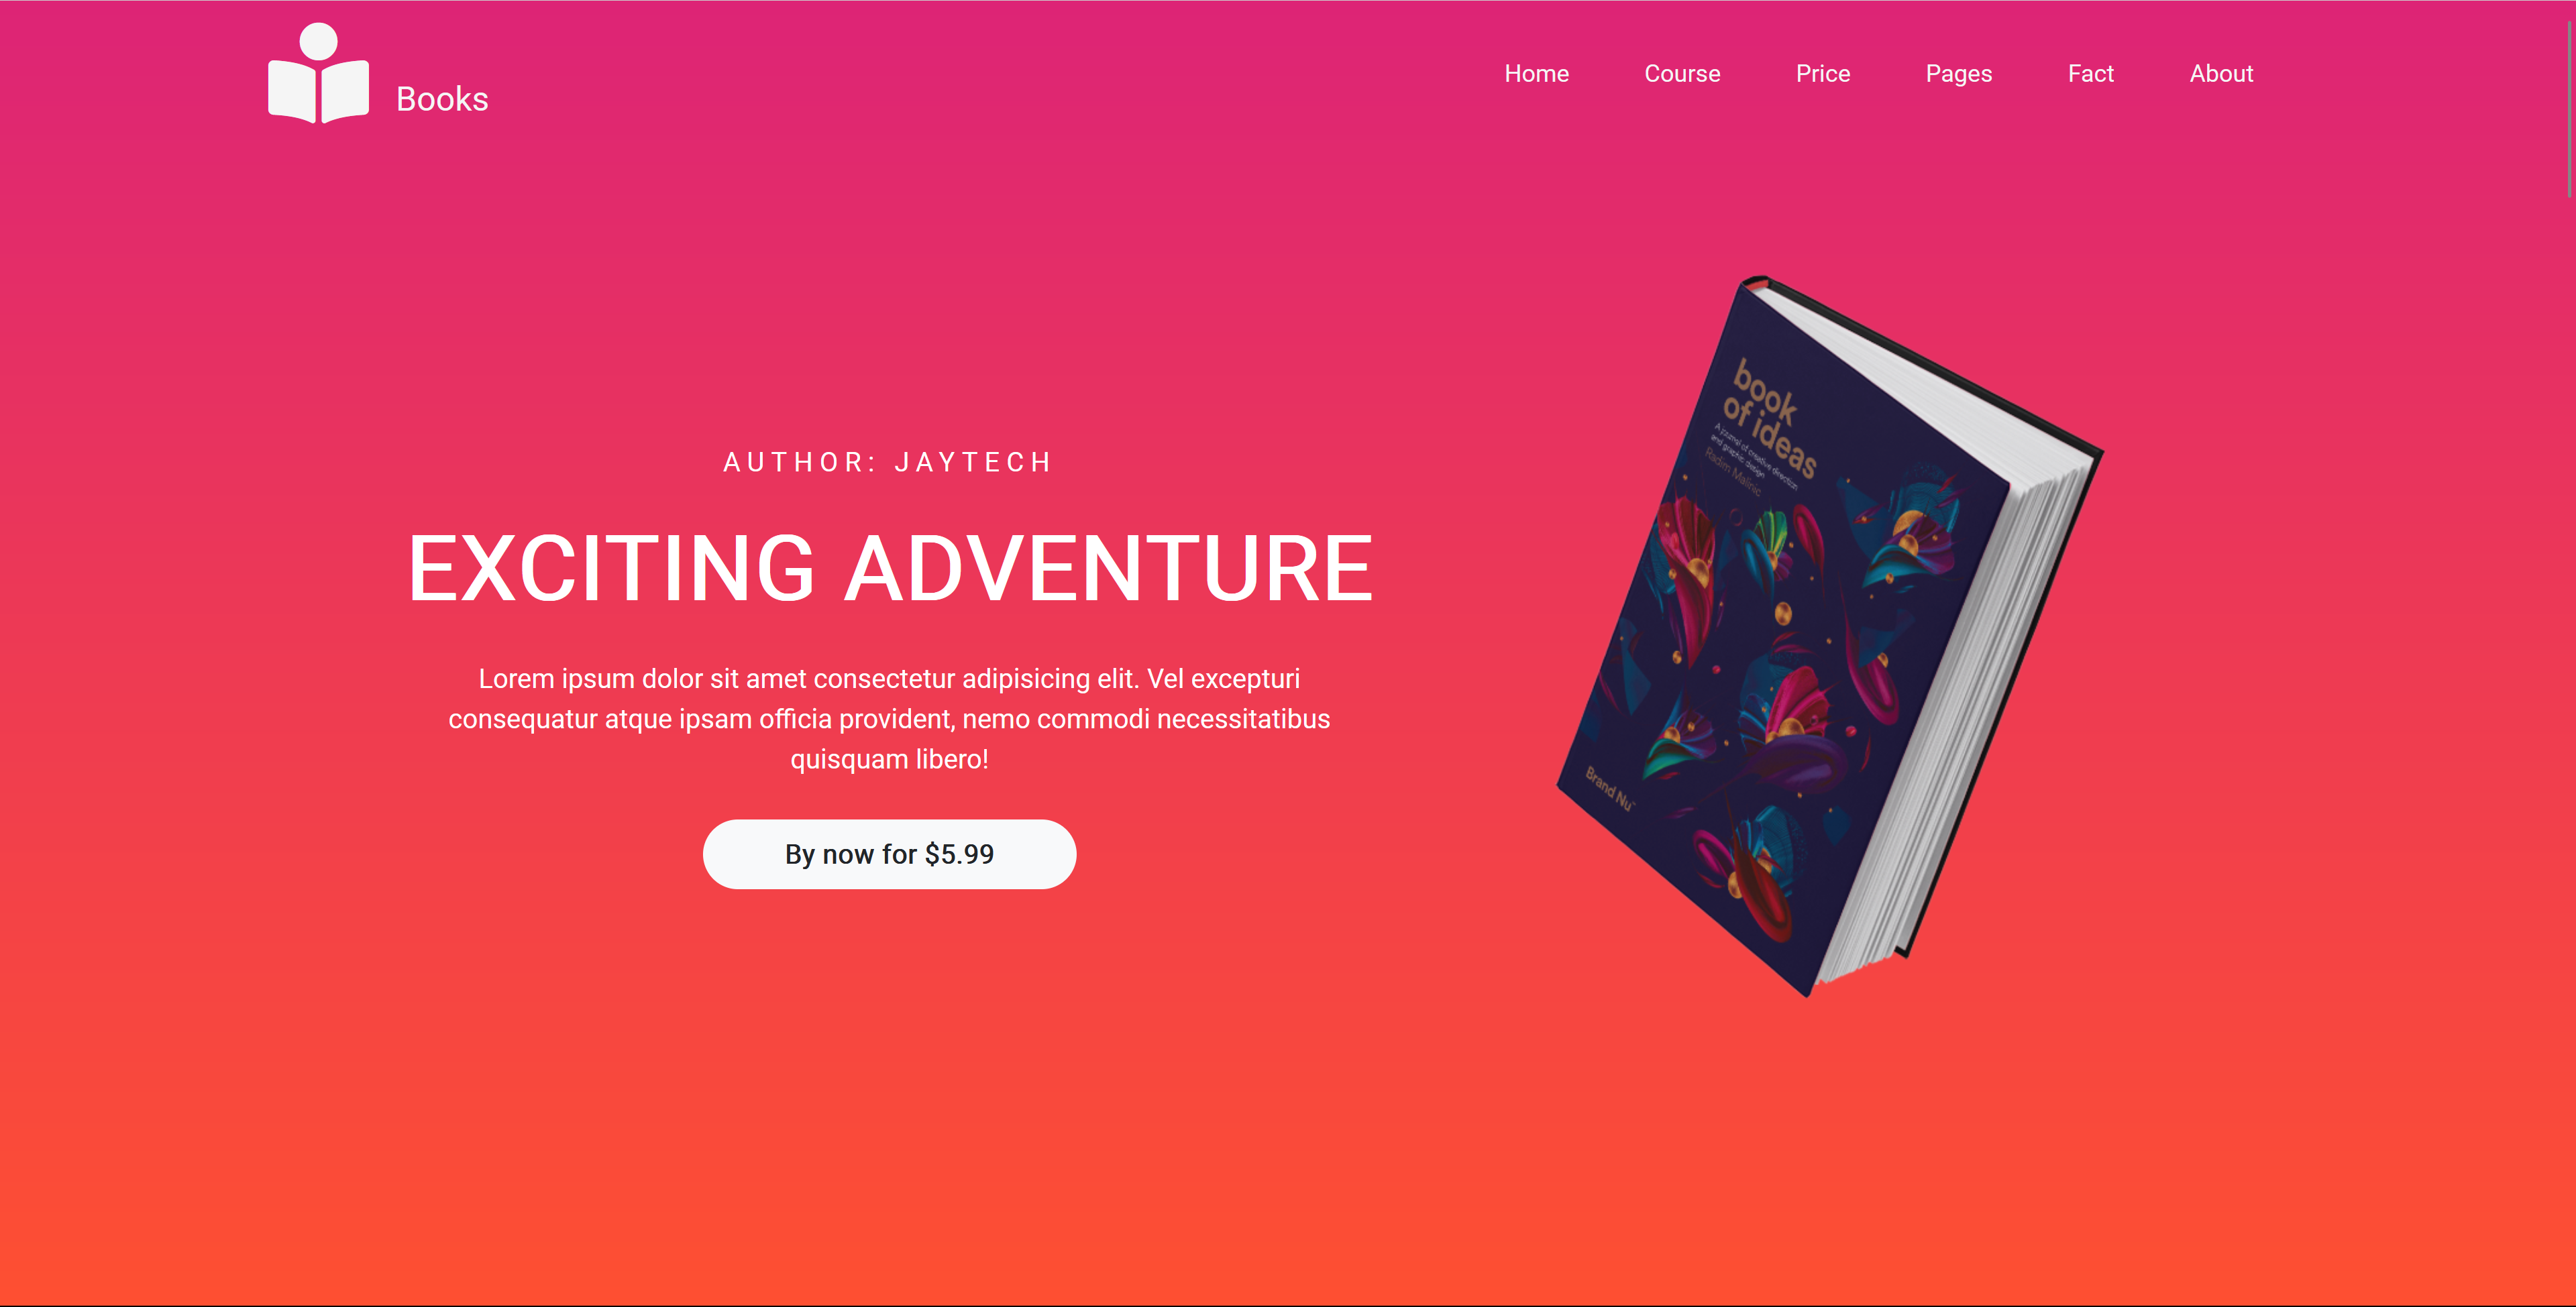 Books
Home Course Price Pages Fact About
AUTHOR: JAYTECH
EXCITING ADVENTURE
Lorem ipsum dolor sit amet consectetur adipisicing elit. Vel excepturi
consequatur atque ipsam officia provident, nemo commodi necessitatibus
quisquam libero!
By now for $5.99
book
of ideas
A journal of creative direction
and graphic design
Radim Malinic
Brand Nu™